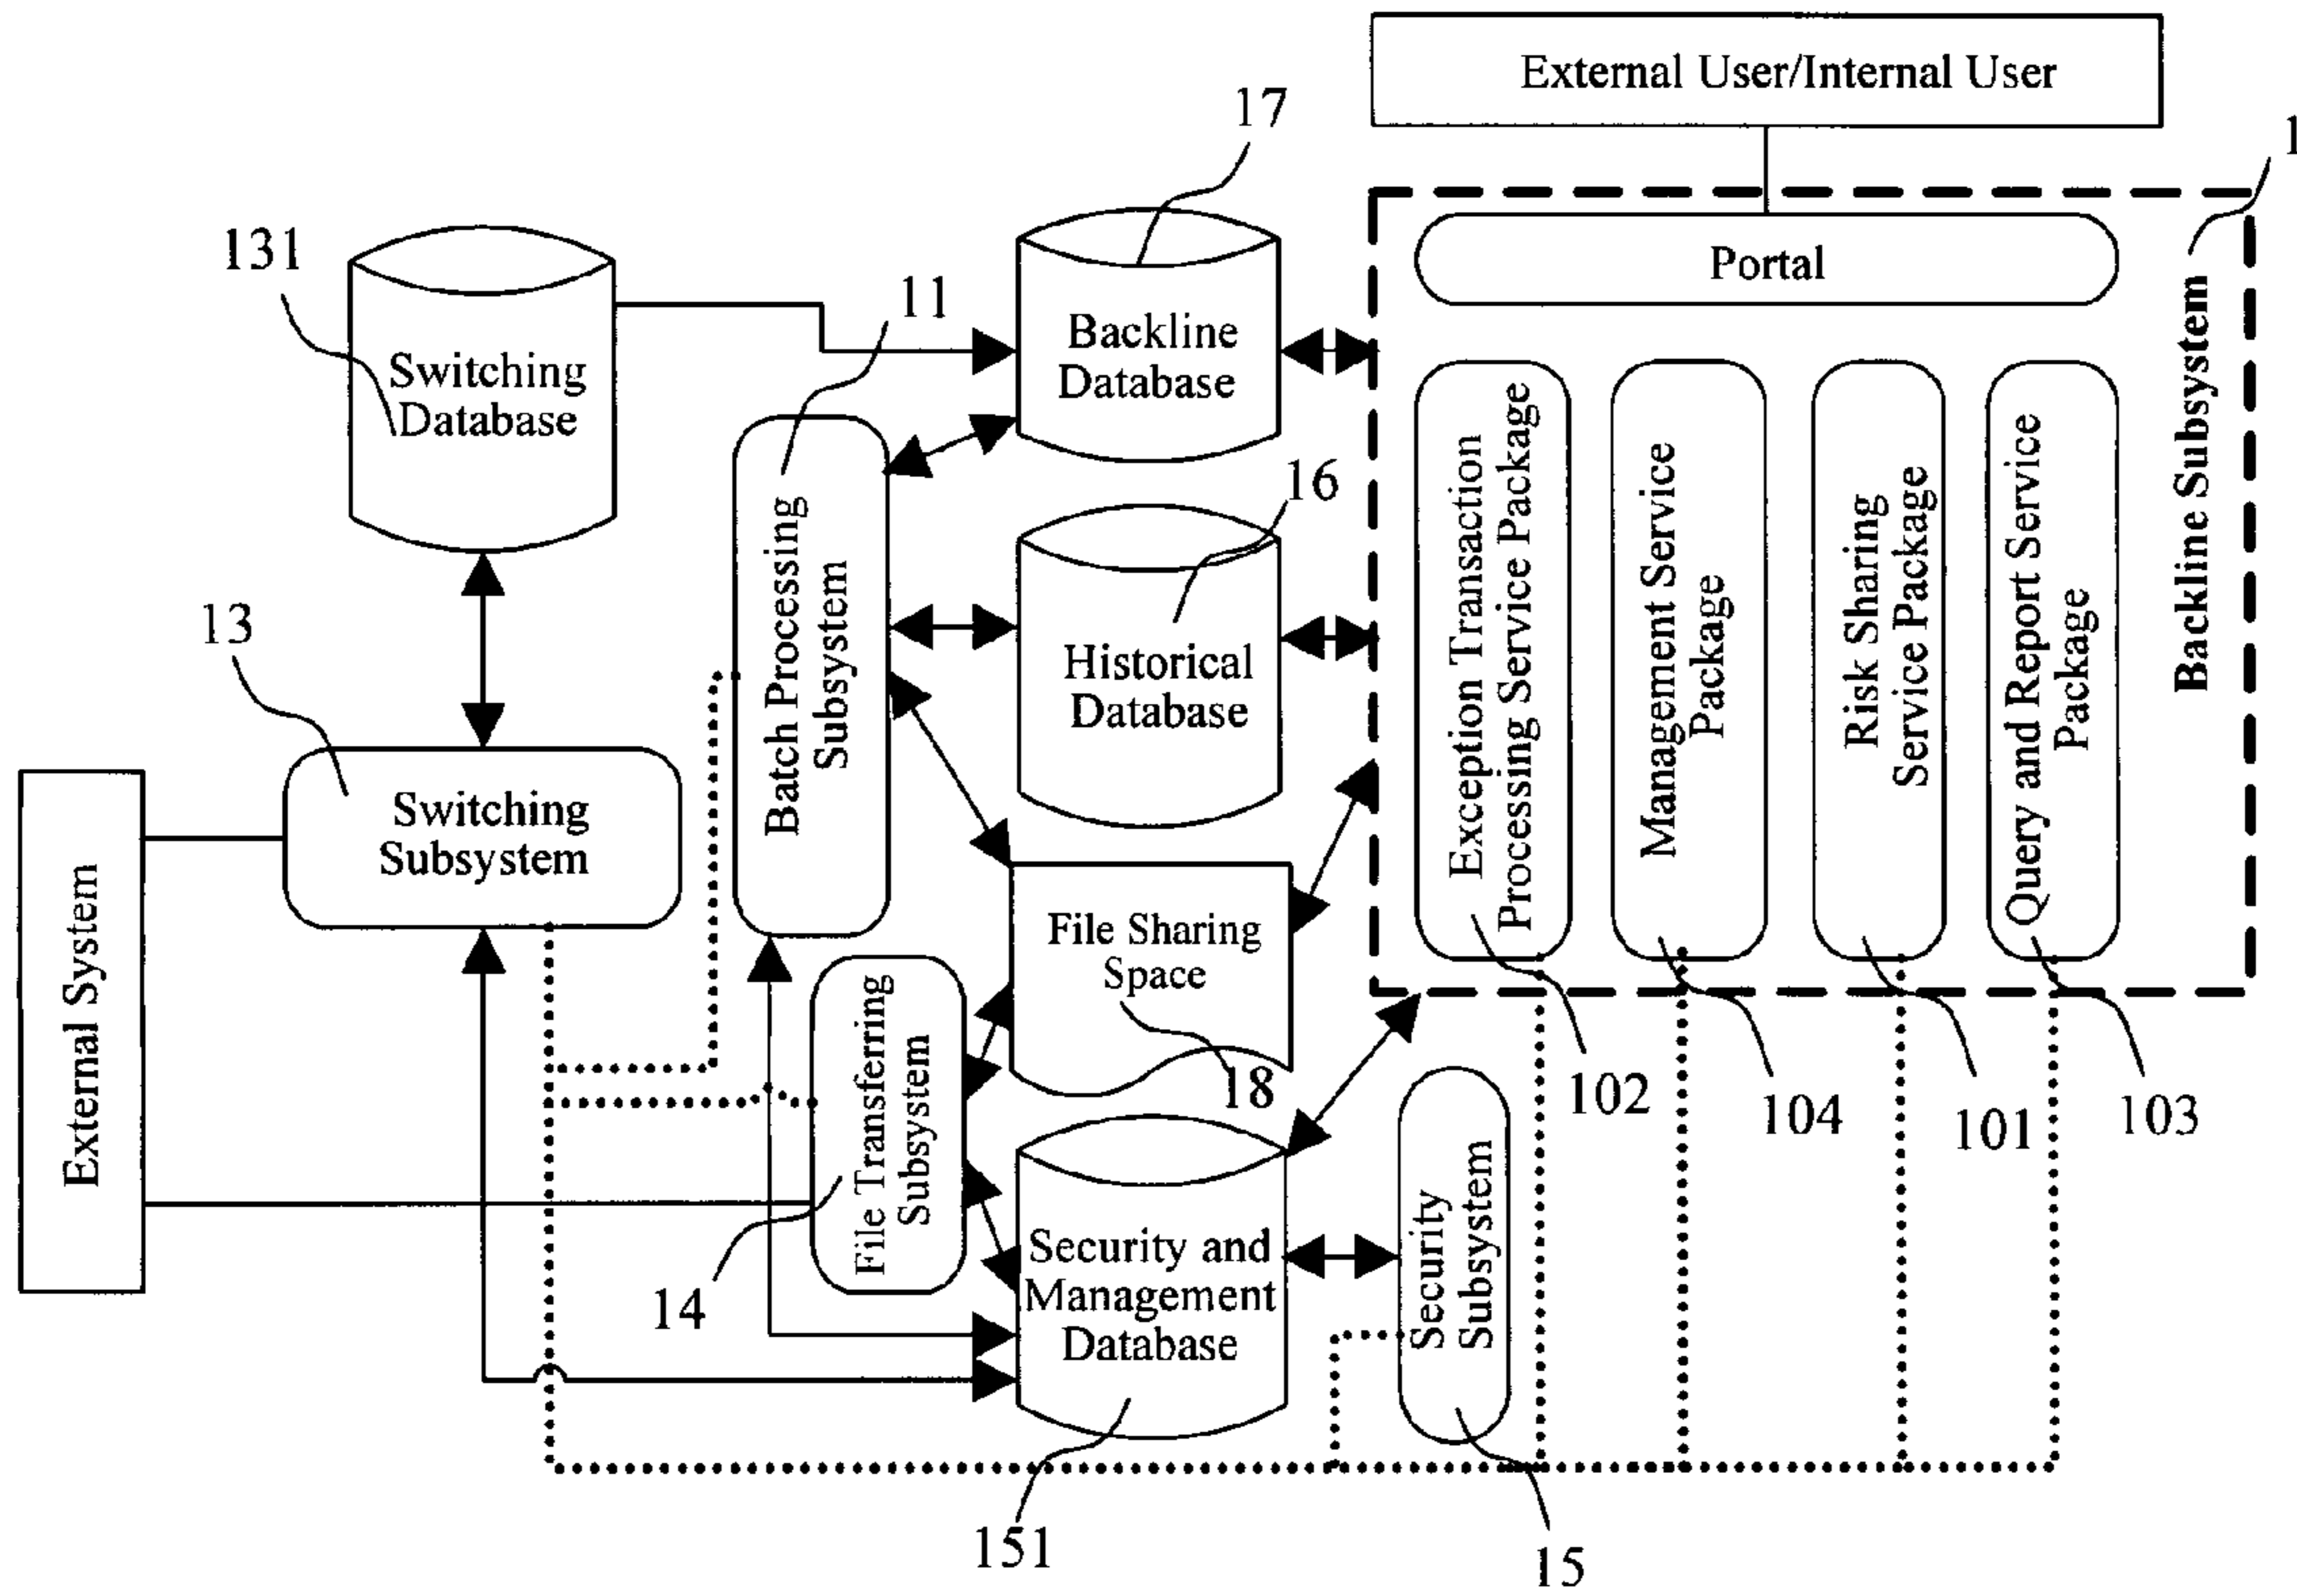 External User/Internal User
1
17
131
Portal
11
Backline
Database
Switching
Database
Backline Subsystem
16
Exception Transaction
Processing Service Package
Management Service
Package
Risk Sharing
Service Package
Query and Report Service
Package
Batch Processing
Subsystem
13
Historical
Database
Switching
Subsystem
External System
File Sharing
Space
18
File Transferring
Subsystem
102
104
101
103
14
Security and
Management
Database
Security
Subsystem
151
15